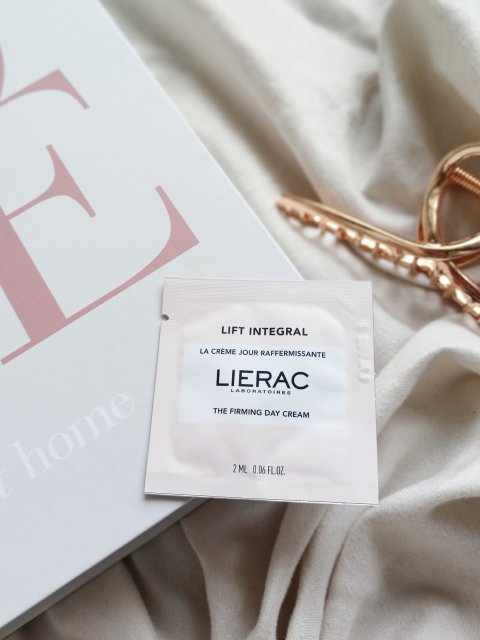 E
t home
LIFT INTEGRAL
LA CRÈME JOUR RAFFERMISSANTE
LIERAC
LABORATOIRES
THE FIRMING DAY CREAM
2 ML 0.06 FL.OZ.